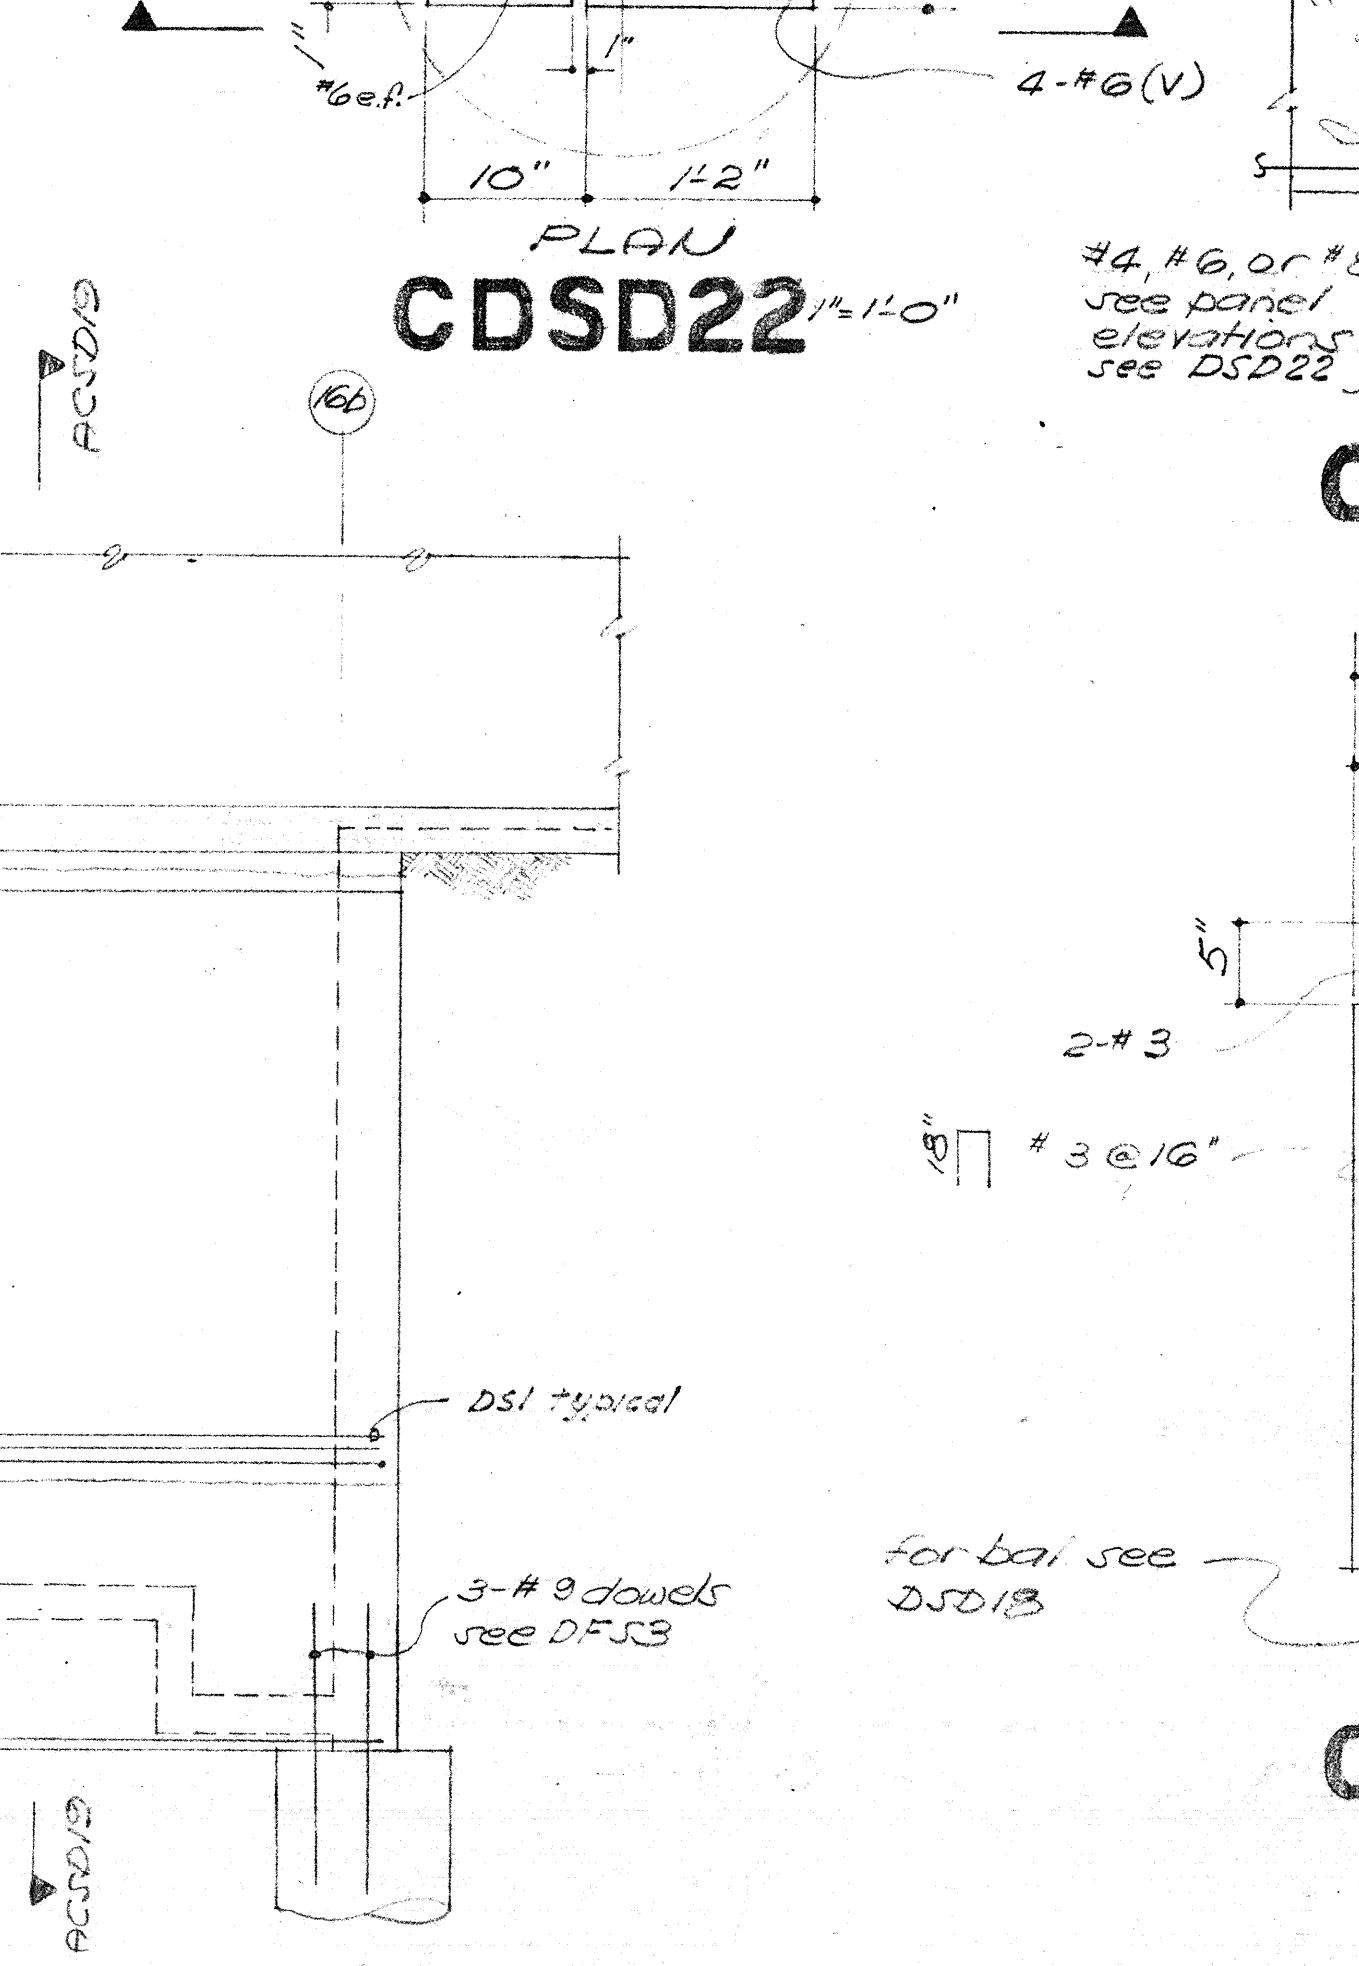 1"
1"
#6 e.f.
4-#6(V)
10"
1'-2"
PLAN
CDSD22 1"=1'-0"
#4, #6, or #8
see panel
elevations
see DSD22
ACSD19
16b
5"
2-#3
18"
#3@16"
DS1 typical
for bal see
DSD18
3-#9 dowels
see DFS3
ACSD19